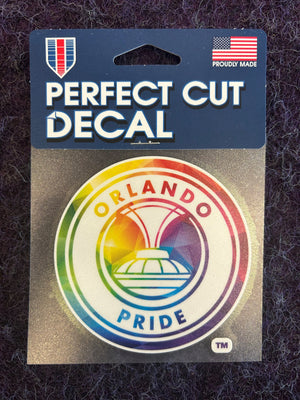 PROUDLY MADE
PERFECT CUT
DECAL
ORLANDO
PRIDE
TM